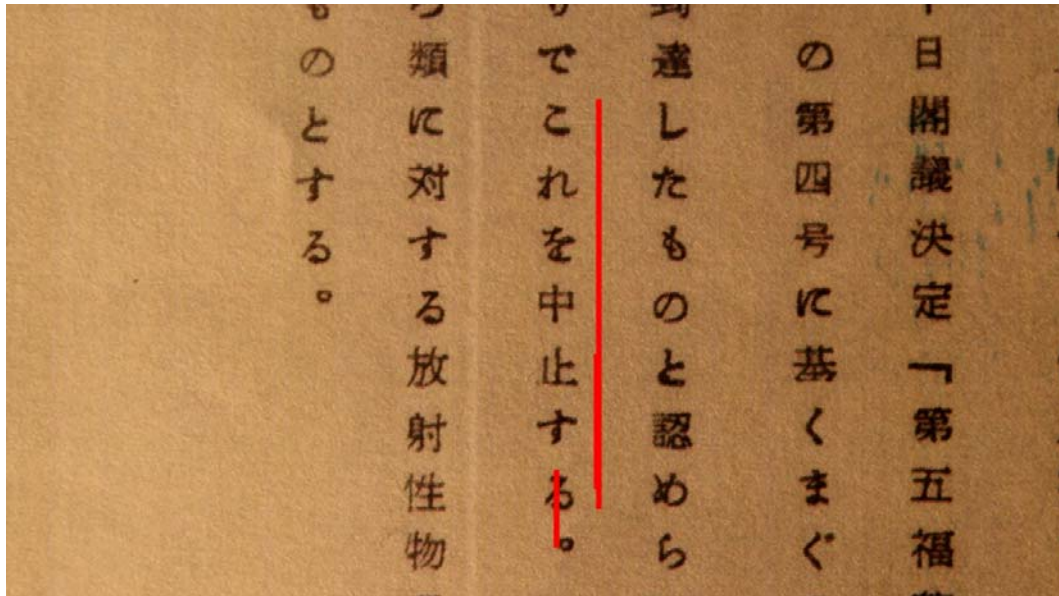 日閣議決定「第五福
の第四号に基くまぐ
達したものと認めら
でこれを中止する。
類に対する放射性物
ものとする。